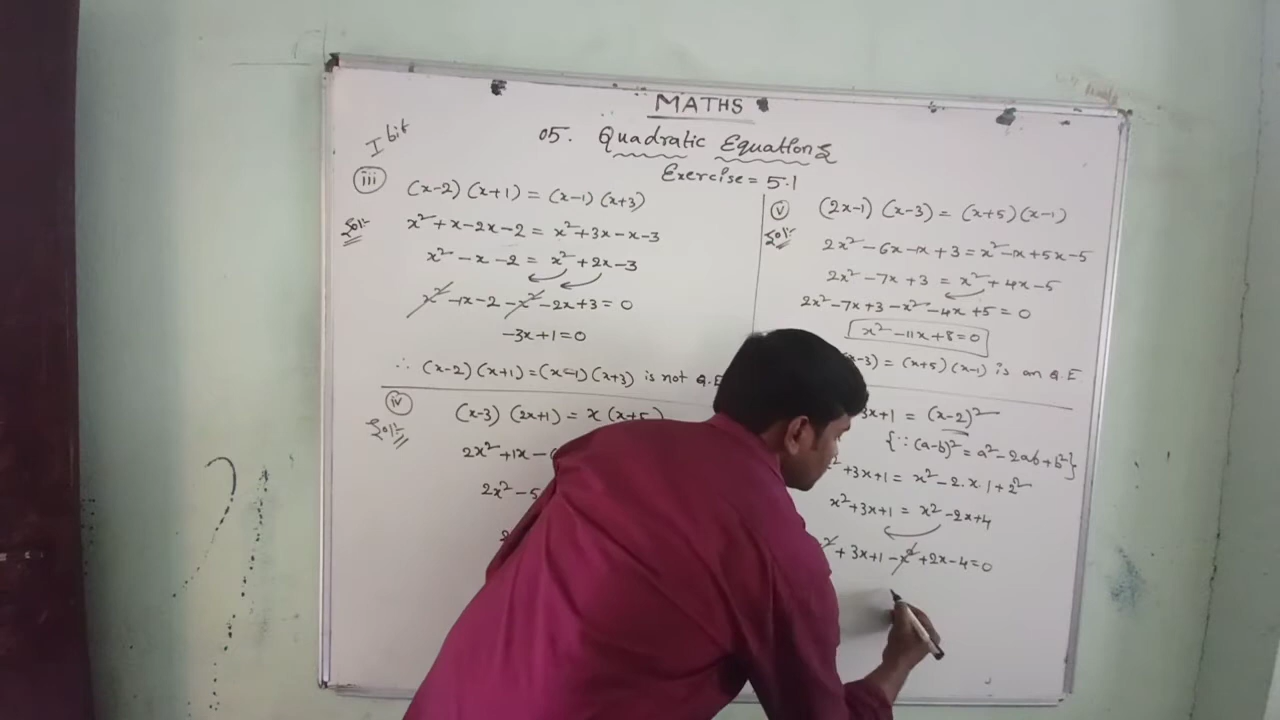 MATHS
05. Quadratic Equations
Exercise = 5.1
I bit
iii (x-2) (x+1) = (x-1) (x+3)
Sol:- x²+x-2x-2 = x²+3x-x-3
x²-x-2 = x²+2x-3
x²-1x-2-x²-2x+3=0
-3x+1=0
∴ (x-2) (x+1)=(x-1)(x+3) is not Q.E
iv (x-3) (2x+1) = x(x+5)
Sol:- 2x²+1x-
2x²-5
v (2x-1) (x-3) = (x+5)(x-1)
Sol:- 2x²-6x-1x+3=x²-1x+5x-5
2x²-7x+3 = x²+4x-5
2x²-7x+3-x²-4x+5=0
x²-11x+8=0
x-3) = (x+5) (x-1) is an Q.E
3x+1 = (x-2)²
{∵(a-b)²=a²-2ab+b²}
+3x+1=x²-2.x.1+2²
x²+3x+1 = x²-2x+4
+3x+1-x²+2x-4=0